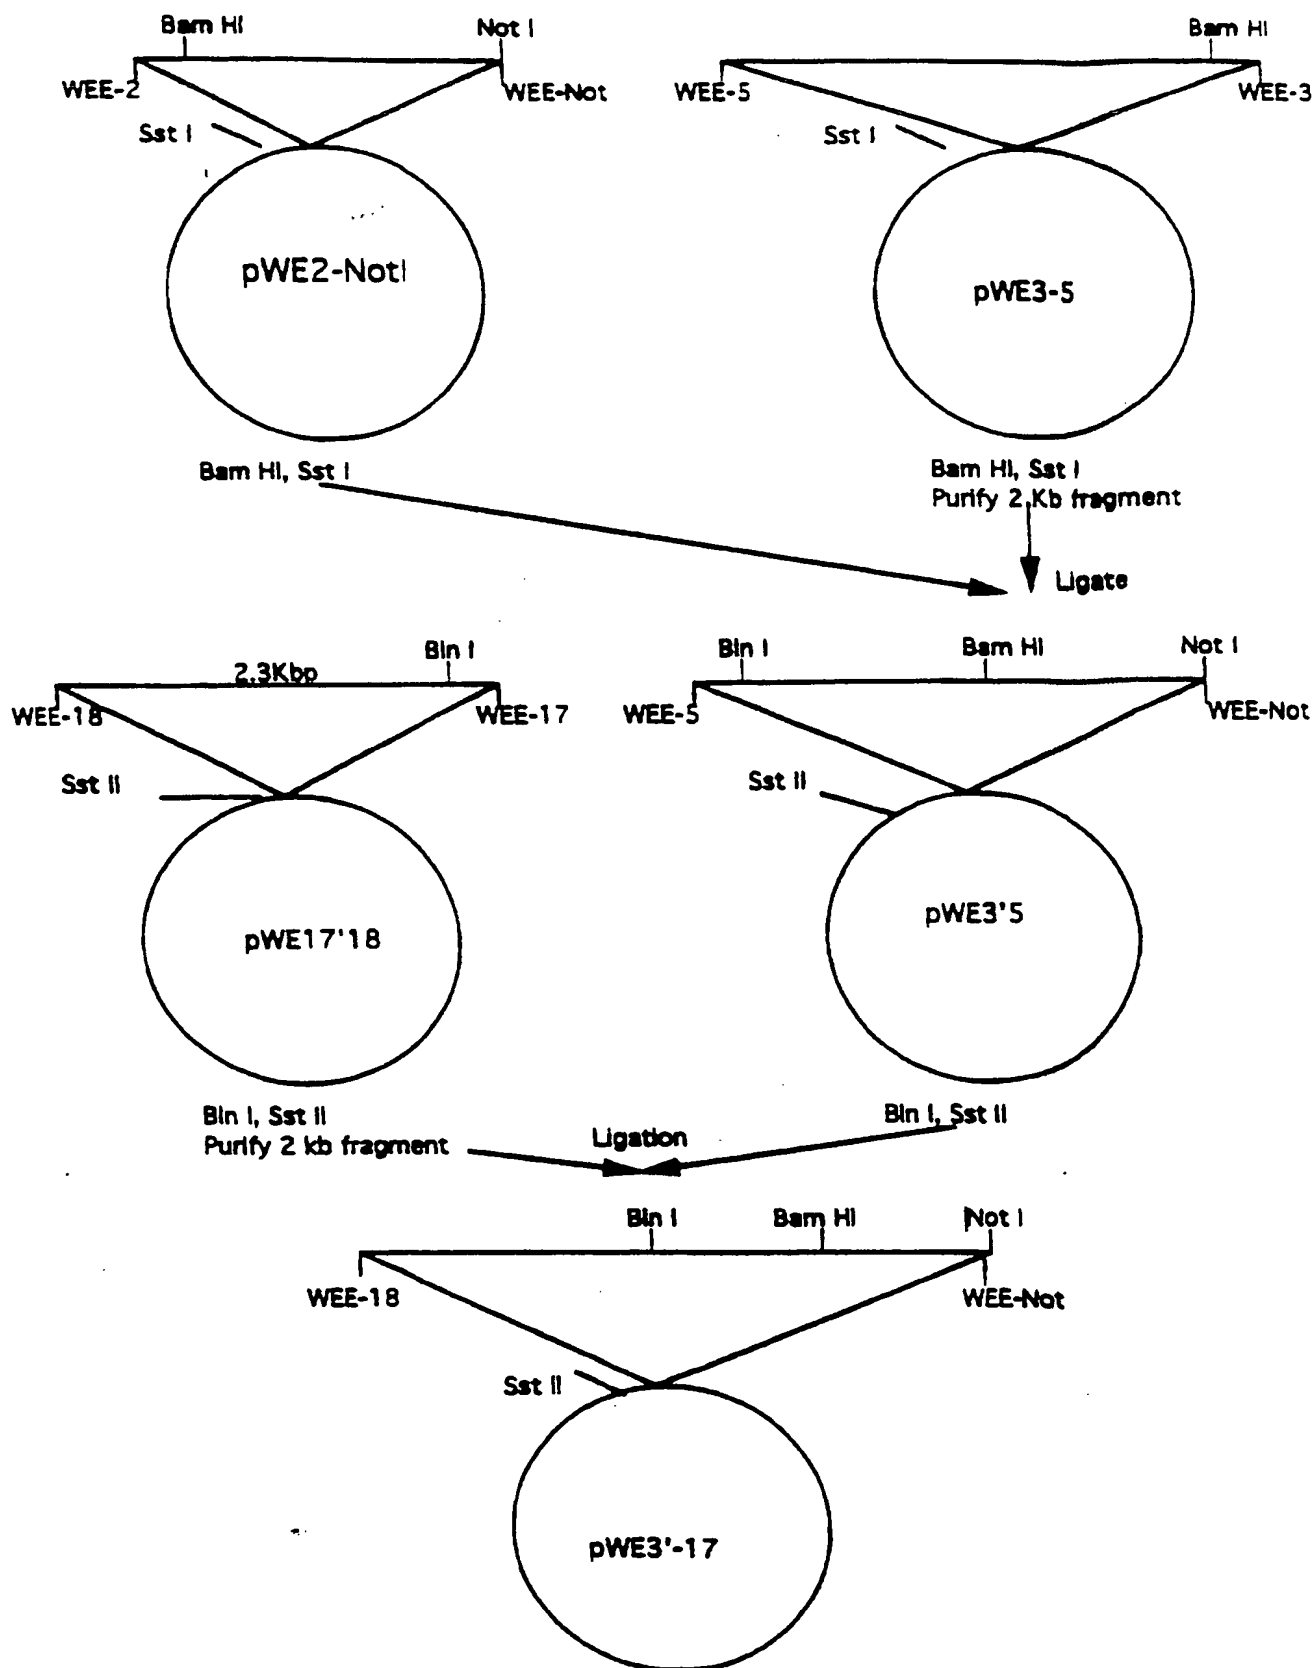 Bam HI
Not I
WEE-2
WEE-Not
Sst I
pWE2-NotI
Bam HI, Sst I
Bam HI
WEE-5
WEE-3
Sst I
pWE3-5
Bam HI, Sst I
Purify 2 Kb fragment
Ligate
Bln I
2.3Kbp
WEE-18
WEE-17
Sst II
pWE17'18
Bln I, Sst II
Purify 2 kb fragment
Bln I
Bam HI
Not I
WEE-5
WEE-Not
Sst II
pWE3'5
Bln I, Sst II
Ligation
Bln I
Bam HI
Not I
WEE-18
WEE-Not
Sst II
pWE3'-17